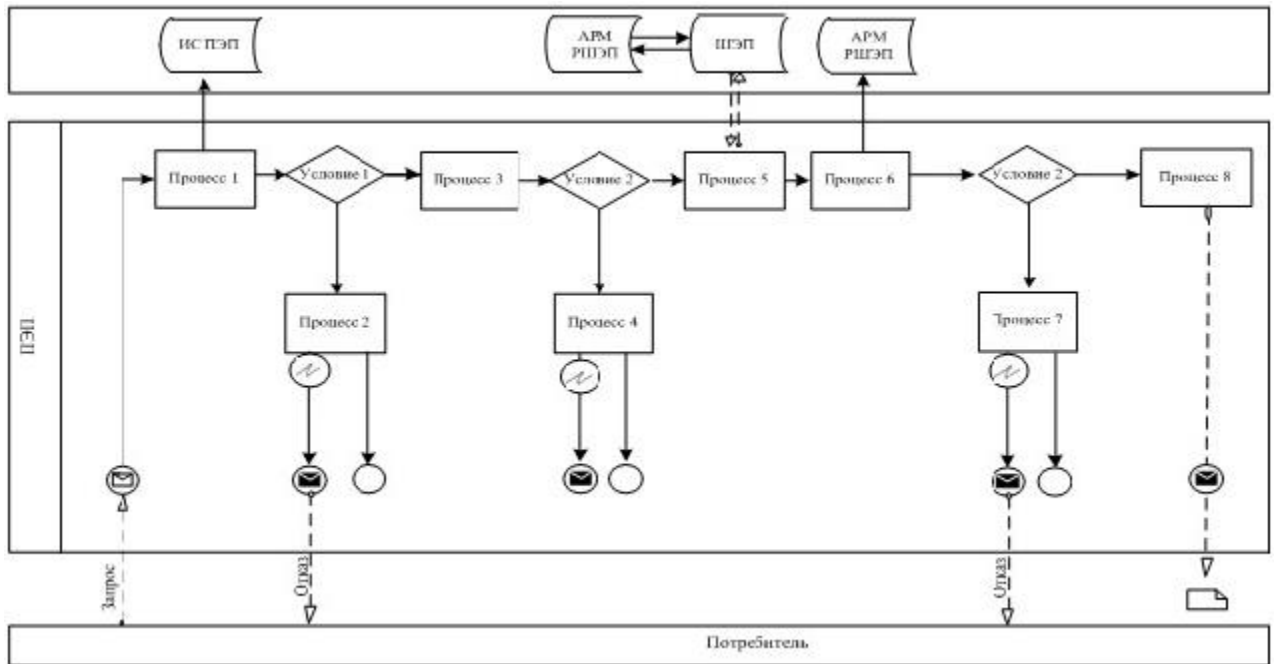 ИС ПЭП
АРМ
РШЭП
ШЭП
АРМ
РШЭП
Процесс 1
Условие 1
Процесс 3
Условие 2
Процесс 5
Процесс 6
Условие 2
Процесс 8
Процесс 2
Процесс 4
Процесс 7
ПЭП
Запрос
Отказ
Отказ
Потребитель